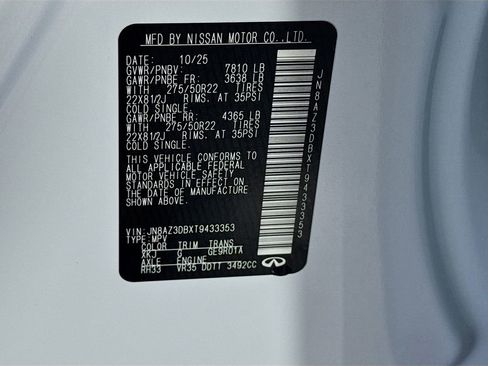 MFD BY NISSAN MOTOR CO.,LTD.
DATE: 10/25
GVWR/PNBV: 7810 LB
GAWR/PNBE FR: 3638 LB
WITH 275/50R22 TIRES
22X81/2J RIMS. AT 35PSI
COLD SINGLE.
GAWR/PNBE RR: 4365 LB
WITH 275/50R22 TIRES
22X81/2J RIMS. AT 35PSI
COLD SINGLE.
THIS VEHICLE CONFORMS TO
ALL APPLICABLE FEDERAL
MOTOR VEHICLE SAFETY
STANDARDS IN EFFECT ON
THE DATE OF MANUFACTURE
SHOWN ABOVE.
VIN: JN8AZ3DBXT9433353
TYPE: MPV
COLOR TRIM TRANS
XKJ G GE9R01A
AXLE ENGINE
RH33 VR35 DDTT 3492CC
INFINITI
JN8AZ3DBXT9433353